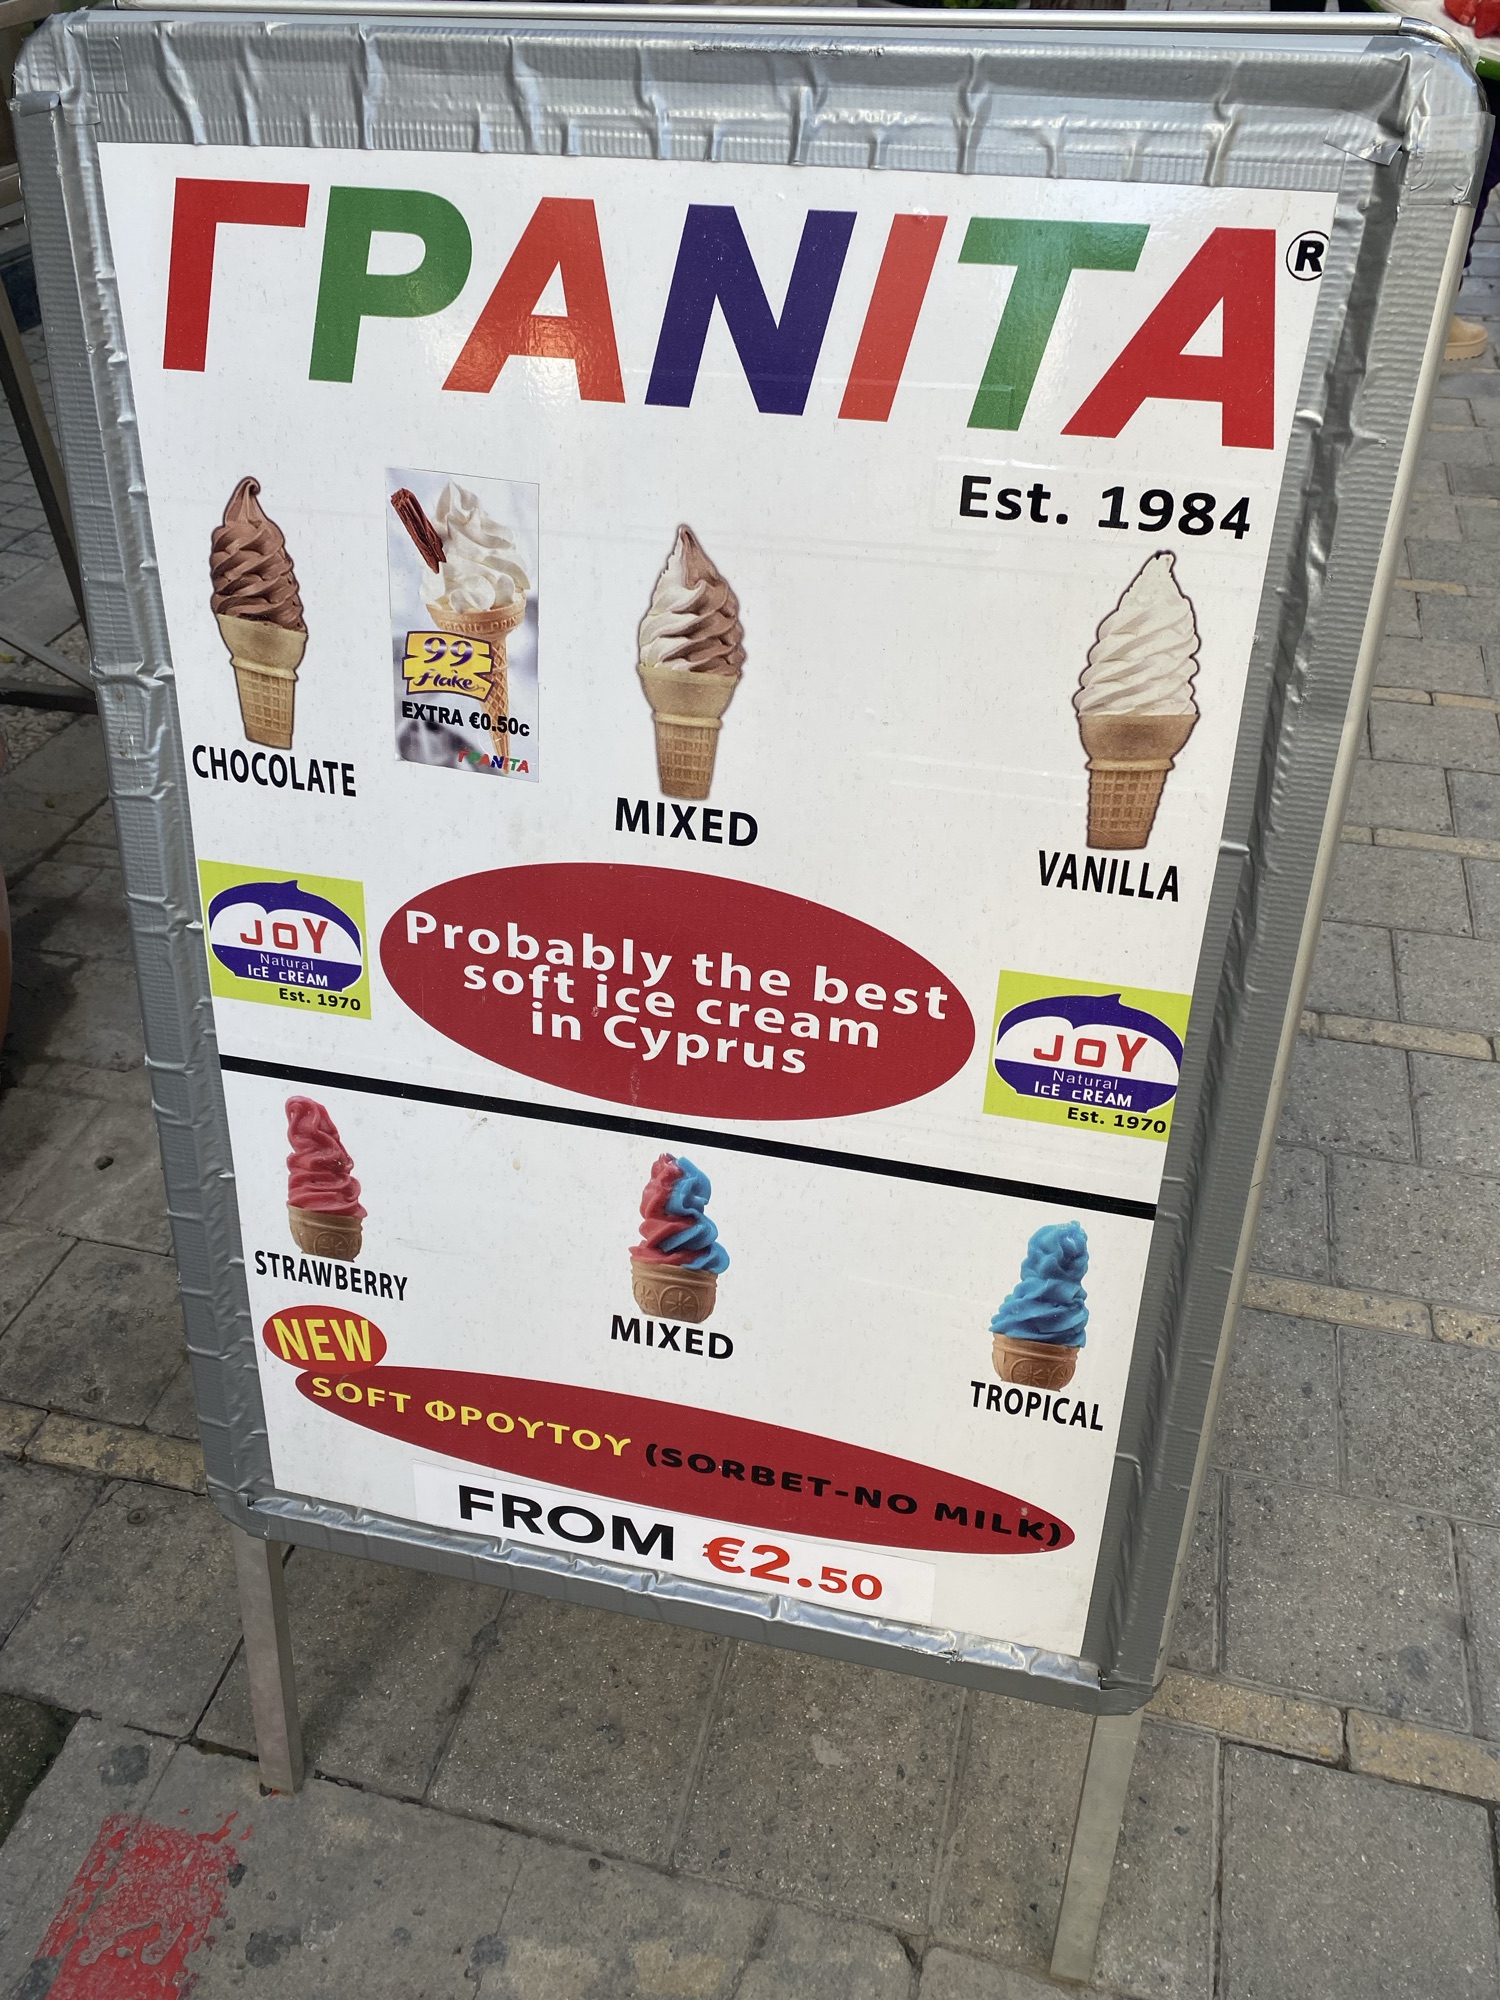 ΓΡΑΝΙΤΑ®
Est. 1984
CHOCOLATE
99
Flake
EXTRA €0.50c
ΓΡΑΝΙΤΑ
MIXED
VANILLA
JOY
Natural
IcE cREAM
Est. 1970
Probably the best
soft ice cream
in Cyprus
JOY
Natural
IcE cREAM
Est. 1970
STRAWBERRY
MIXED
TROPICAL
NEW
SOFT ΦΡΟΥΤΟΥ (SORBET-NO MILK)
FROM €2.50